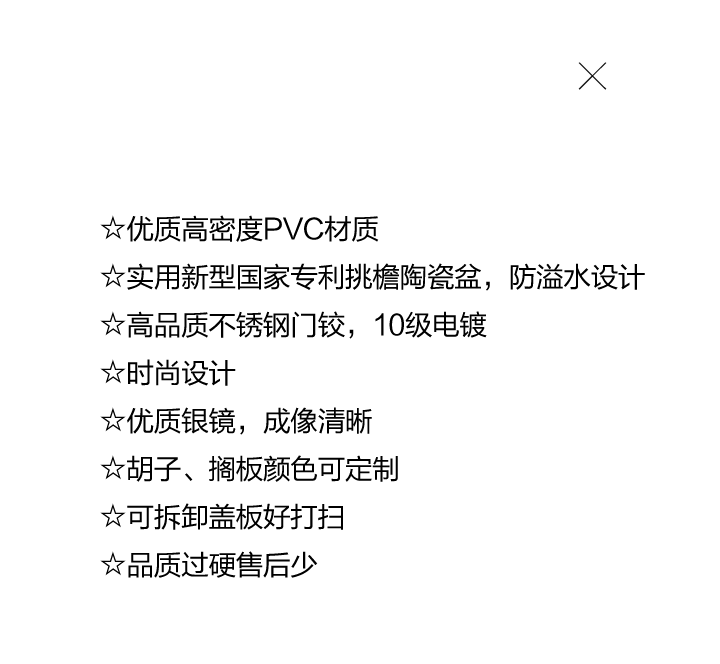 ☆优质高密度PVC材质
☆实用新型国家专利挑檐陶瓷盆，防溢水设计
☆高品质不锈钢门铰，10级电镀
☆时尚设计
☆优质银镜，成像清晰
☆胡子、搁板颜色可定制
☆可拆卸盖板好打扫
☆品质过硬售后少